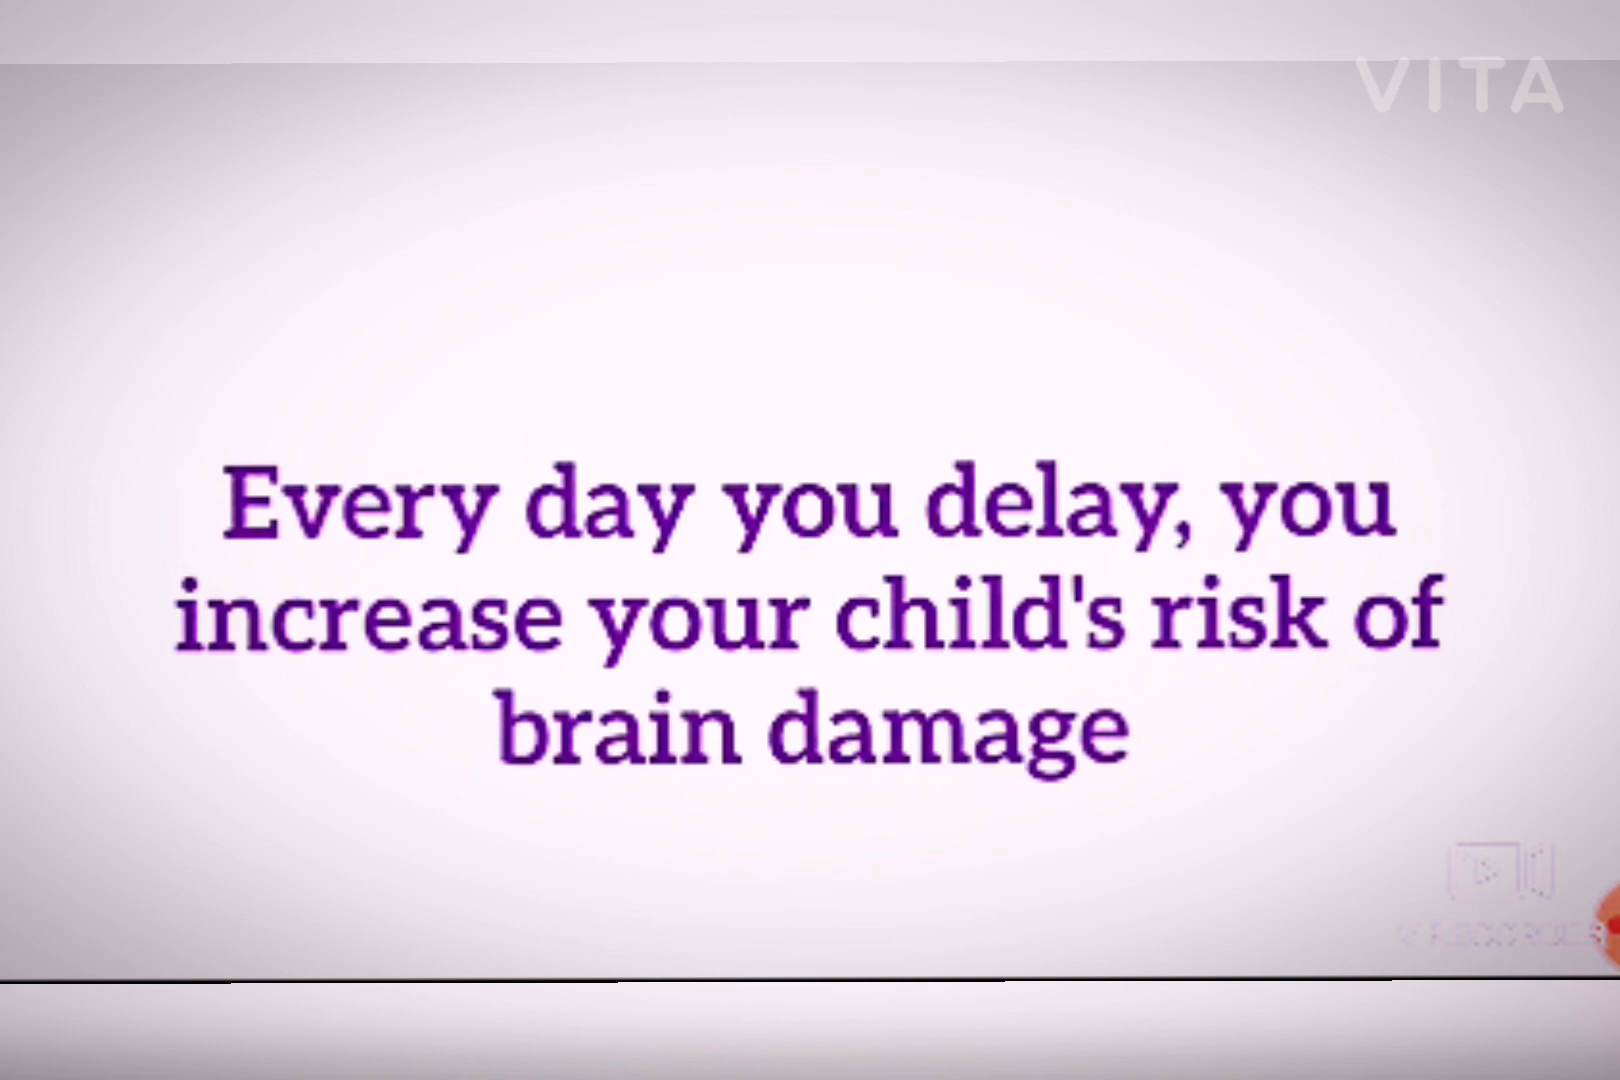 VITA
Every day you delay, you
increase your child's risk of
brain damage